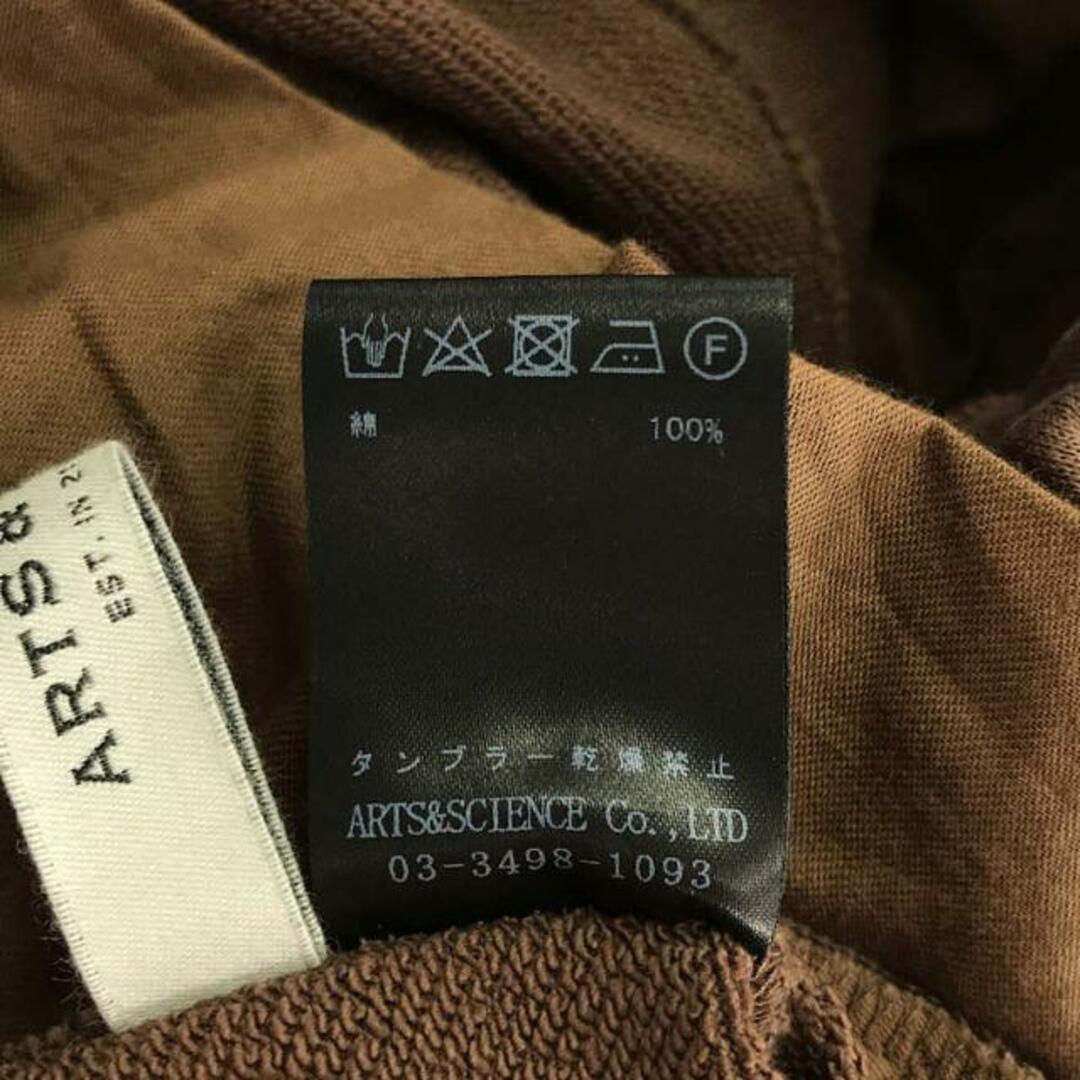 F
綿 100%
タンブラー乾燥禁止
ARTS&SCIENCE Co.,LTD
03-3498-1093
ARTS&
EST. IN